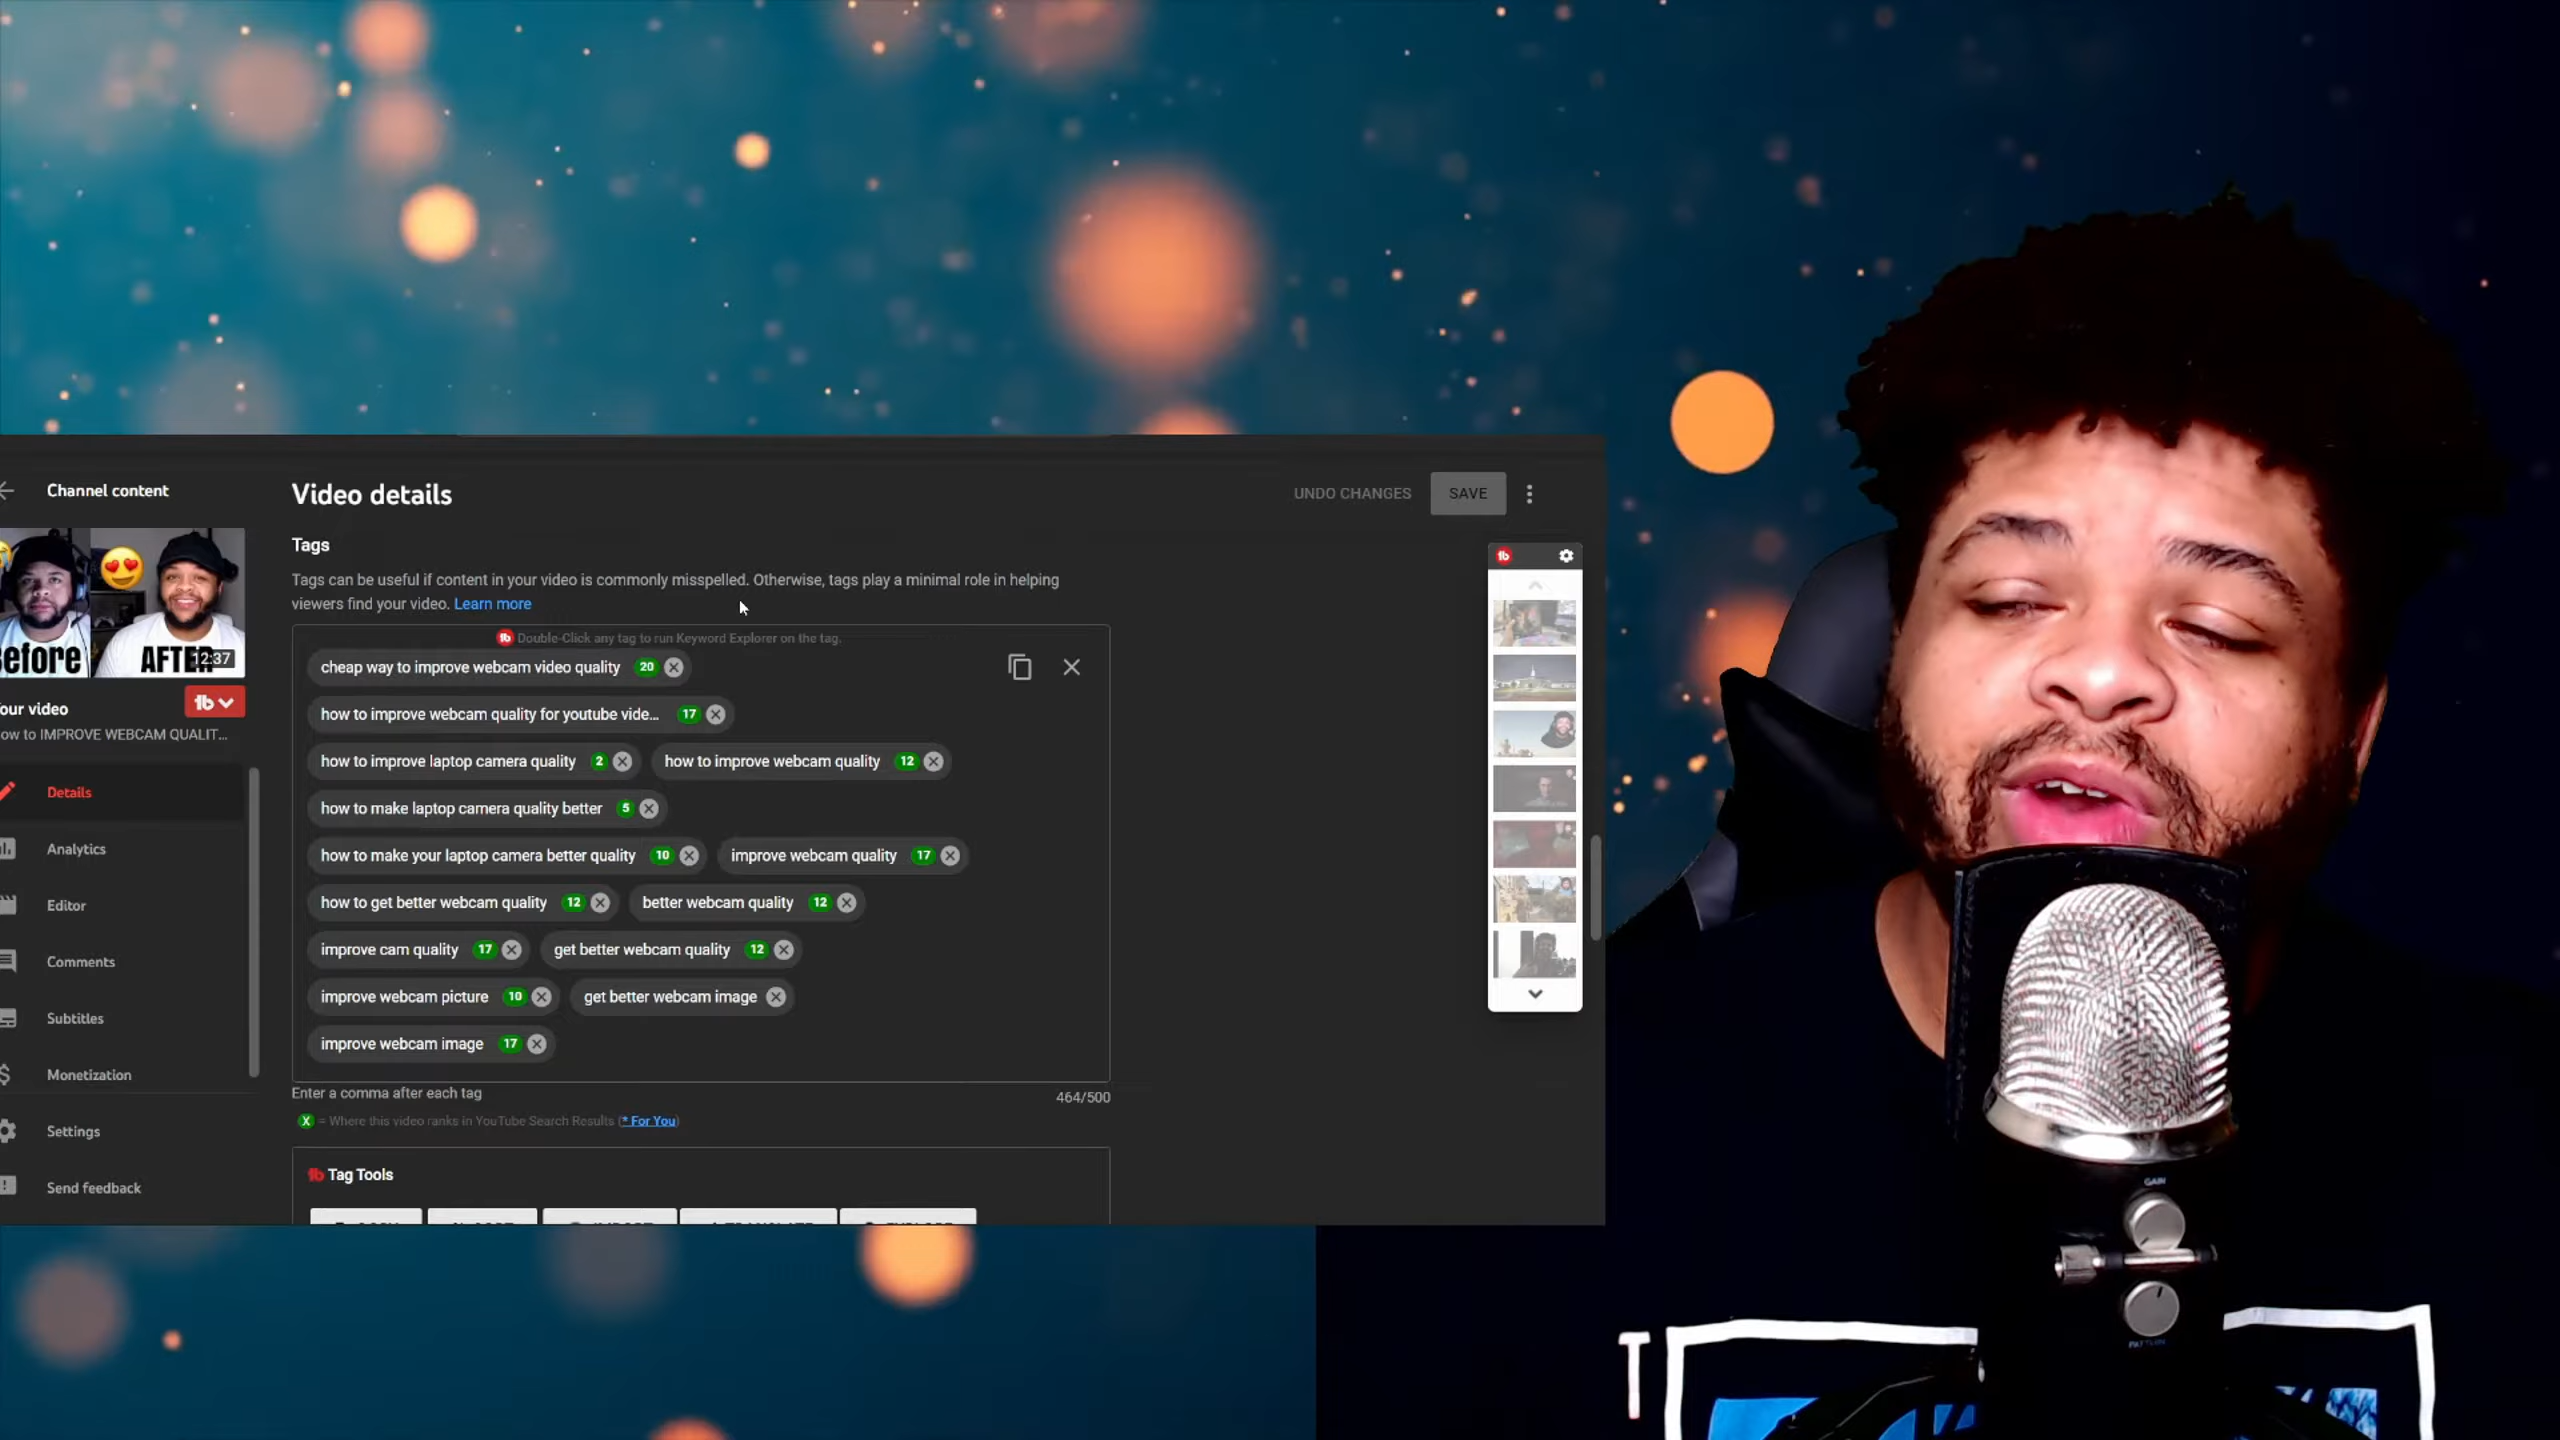 Channel content
Video details
UNDO CHANGES
SAVE
Tags
Tags can be useful if content in your video is commonly misspelled. Otherwise, tags play a minimal role in helping
viewers find your video. Learn more
Double-Click any tag to run Keyword Explorer on the tag.
cheap way to improve webcam video quality 20
how to improve webcam quality for youtube vide... 17
how to improve laptop camera quality 2
how to improve webcam quality 12
how to make laptop camera quality better 5
how to make your laptop camera better quality 10
improve webcam quality 17
how to get better webcam quality 12
better webcam quality 12
improve cam quality 17
get better webcam quality 12
improve webcam picture 10
get better webcam image
improve webcam image 17
Enter a comma after each tag
464/500
X = Where this video ranks in YouTube Search Results (* For You)
Tag Tools
efore
AFTER
12:37
our video
ow to IMPROVE WEBCAM QUALIT...
Details
Analytics
Editor
Comments
Subtitles
Monetization
Settings
Send feedback
GAIN